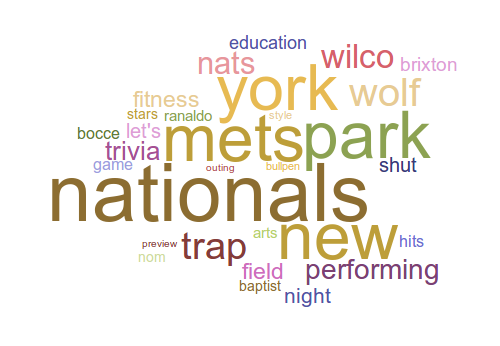 education
nats wilco
york brixton
fitness wolf
stars ranaldo style
bocce let's mets park
trivia shut
game outing bullpen
nationals
new
arts hits
preview trap
nom
field performing
baptist night